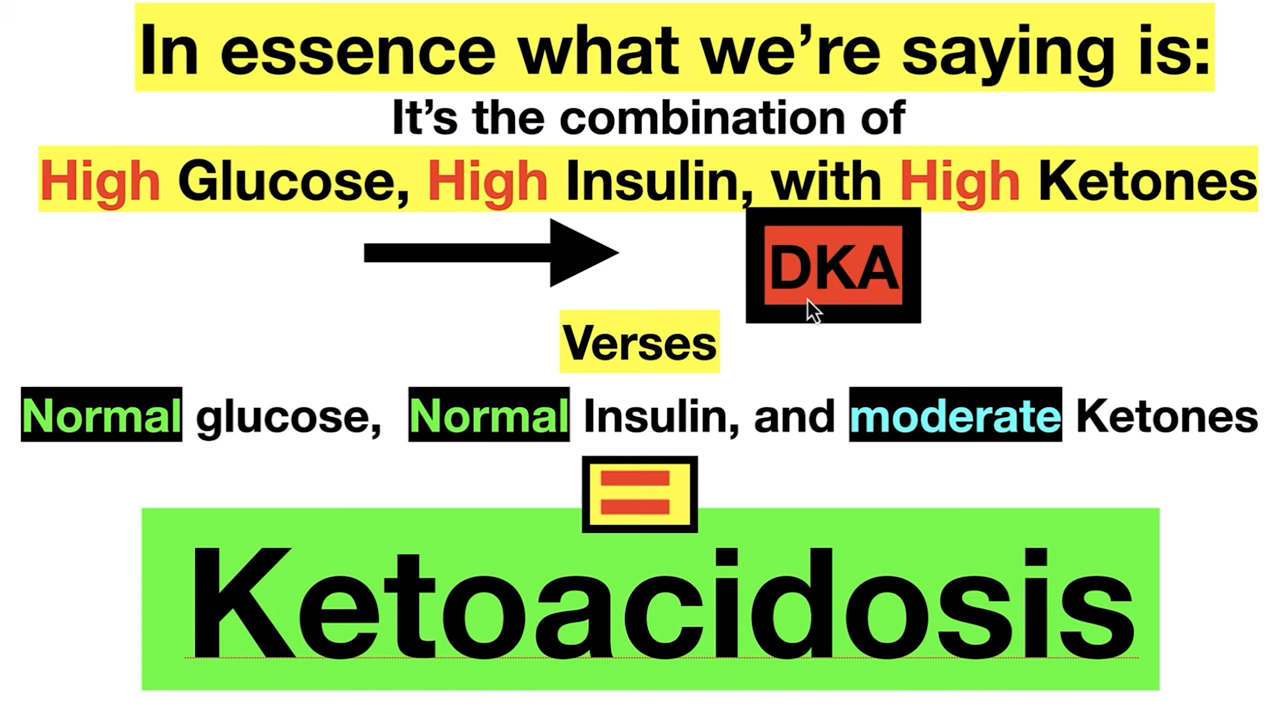 In essence what we’re saying is:
It’s the combination of
High Glucose, High Insulin, with High Ketones
DKA
Verses
Normal glucose, Normal Insulin, and moderate Ketones
=
Ketoacidosis